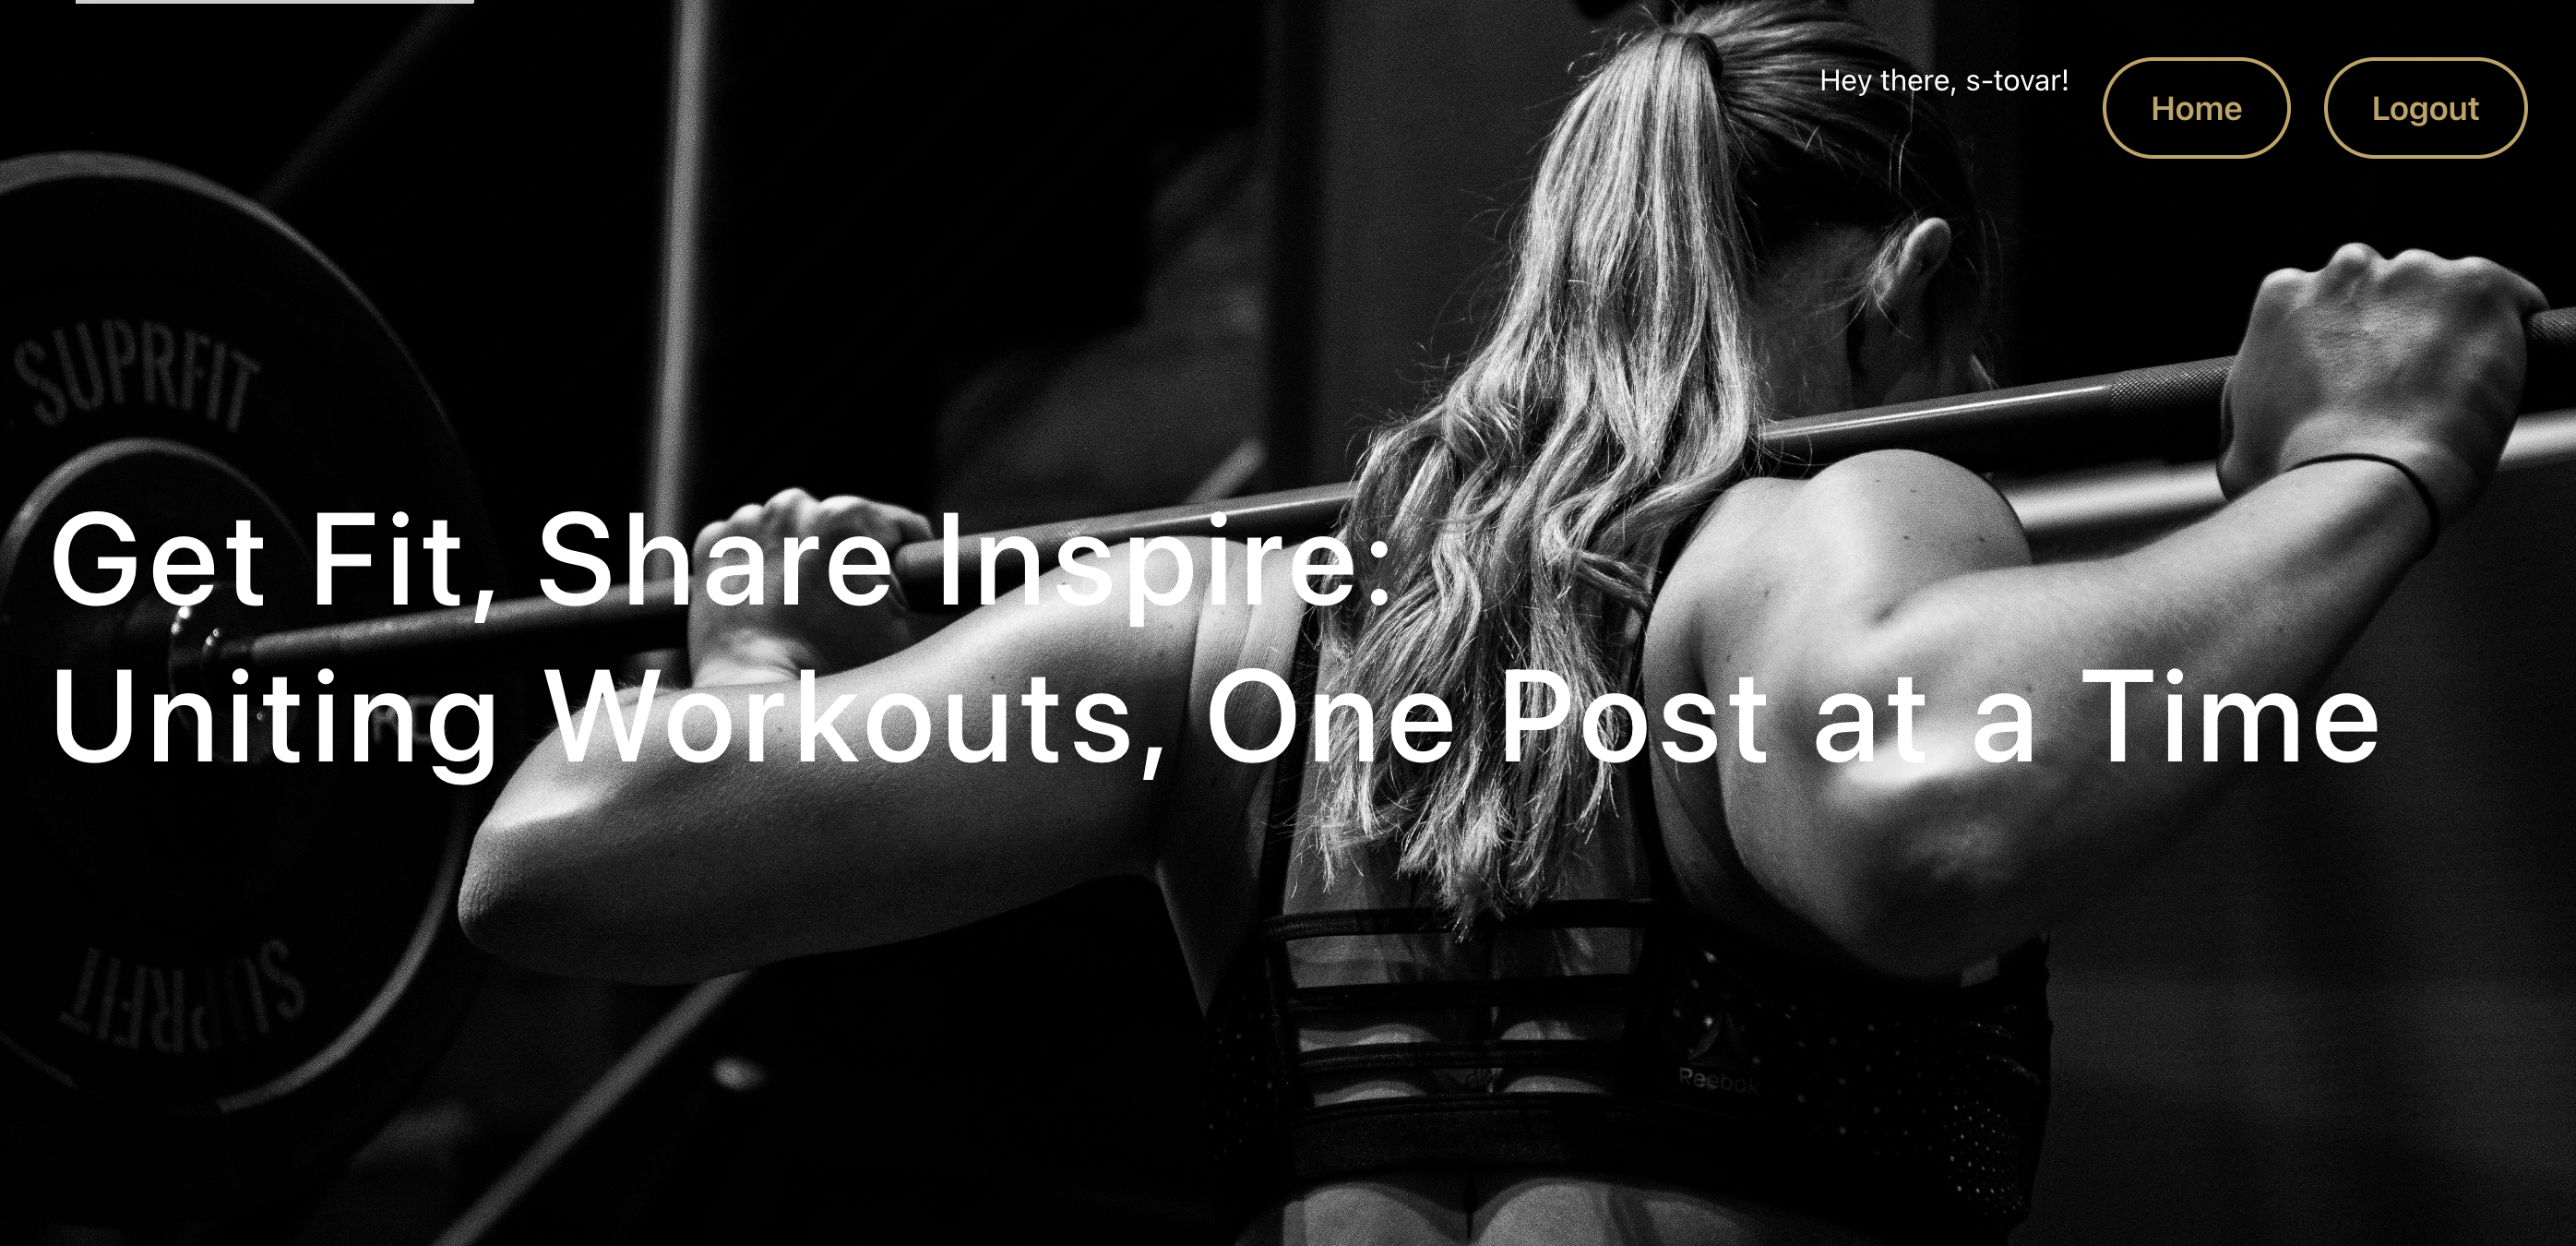 Hey there, s-tovar!
Home
Logout
SUPRFIT
Get Fit, Share Inspire:
Uniting Workouts, One Post at a Time
SUPRFIT
Reebok